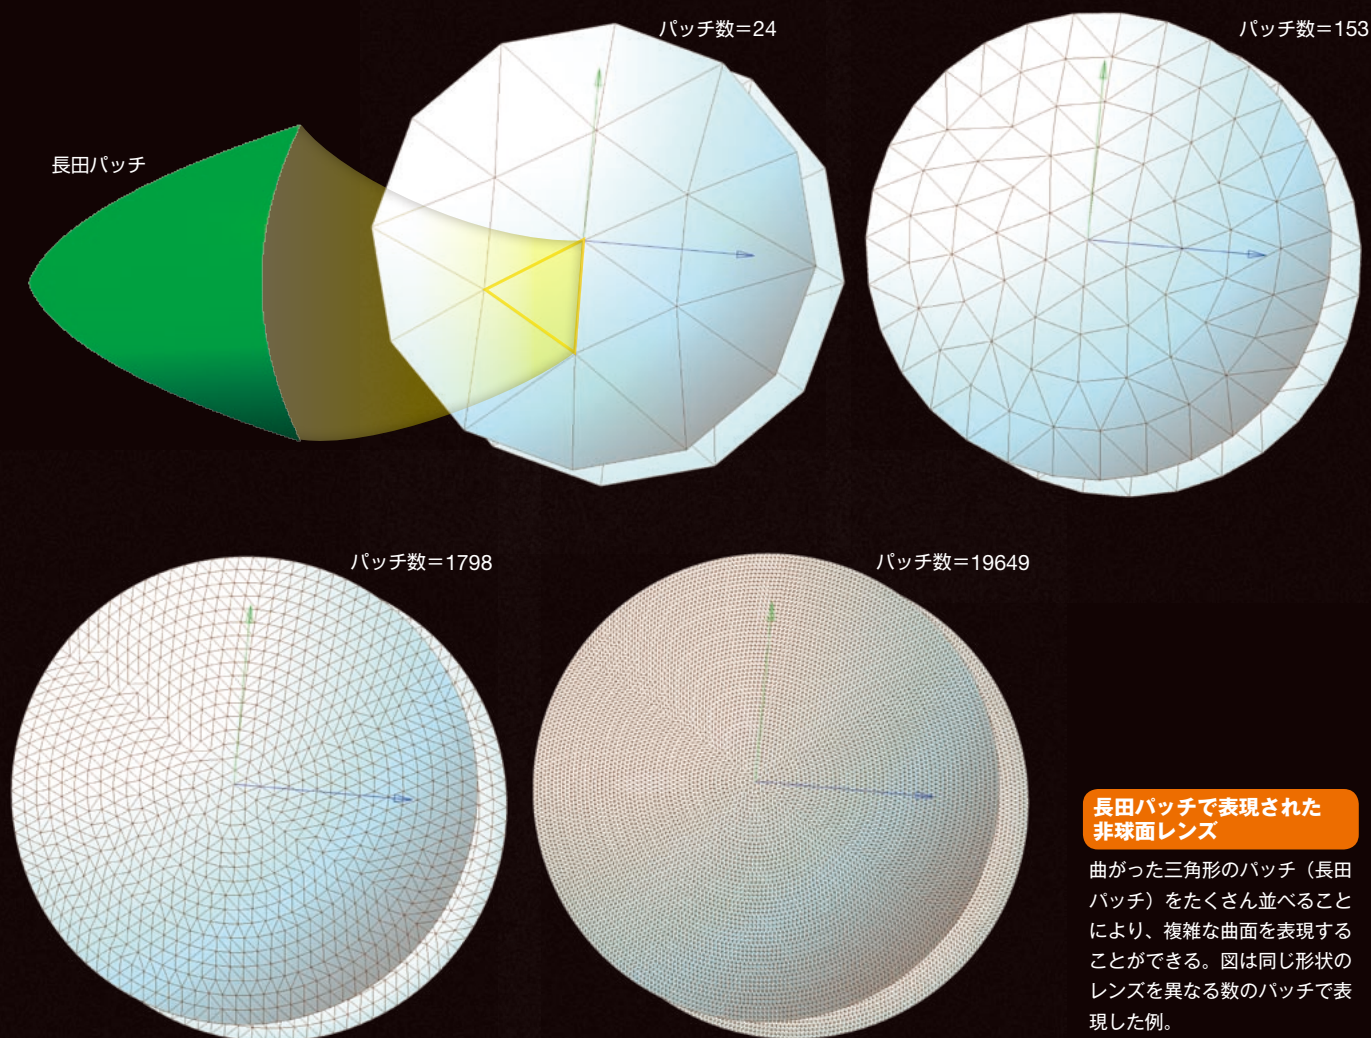 パッチ数=24
パッチ数=153
長田パッチ
パッチ数=1798
パッチ数=19649
長田パッチで表現された
非球面レンズ
曲がった三角形のパッチ（長田
パッチ）をたくさん並べること
により、複雑な曲面を表現する
ことができる。図は同じ形状の
レンズを異なる数のパッチで表
現した例。